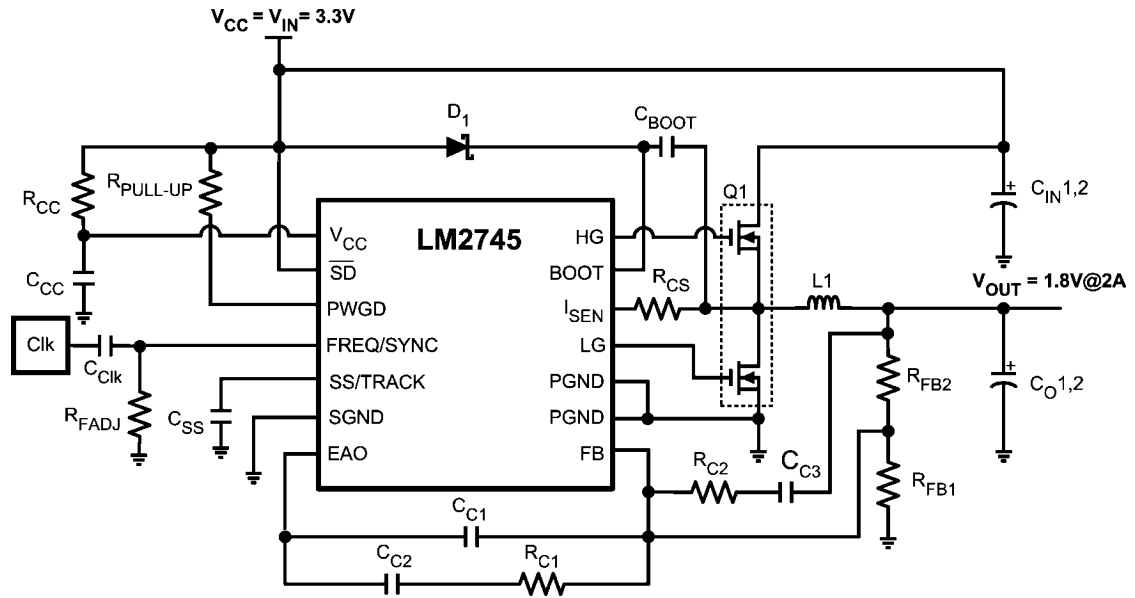 VCC = VIN = 3.3V
D1
CBOOT
RCC
RPULL-UP
Q1
CIN1,2
LM2745
VCC
HG
SD
BOOT
CCC
RCS
L1
VOUT = 1.8V@2A
PWGD
ISEN
Clk
CClk
FREQ/SYNC
LG
RFB2
CO1,2
SS/TRACK
PGND
RFADJ
CSS
SGND
PGND
EAO
FB
RC2
CC3
RFB1
CC1
CC2
RC1